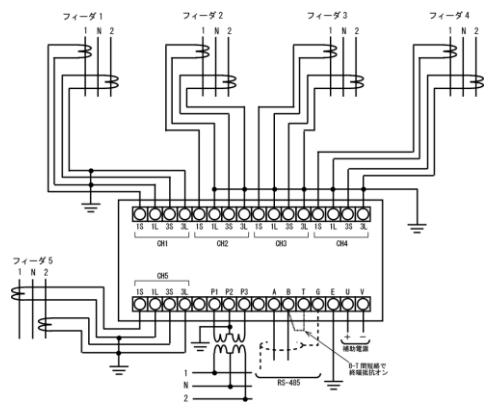 フィーダ1
フィーダ2
フィーダ3
フィーダ4
1 N 2
1 N 2
1 N 2
1 N 2
1S 1L 3S 3L 1S 1L 3S 3L 1S 1L 3S 3L 1S 1L 3S 3L
CH1 CH2 CH3 CH4
フィーダ5
1 N 2
CH5
1S 1L 3S 3L P1 P2 P3 A B T G E U V
+ −
補助電源
B-T間短絡で
終端抵抗オン
RS-485
1
N
2